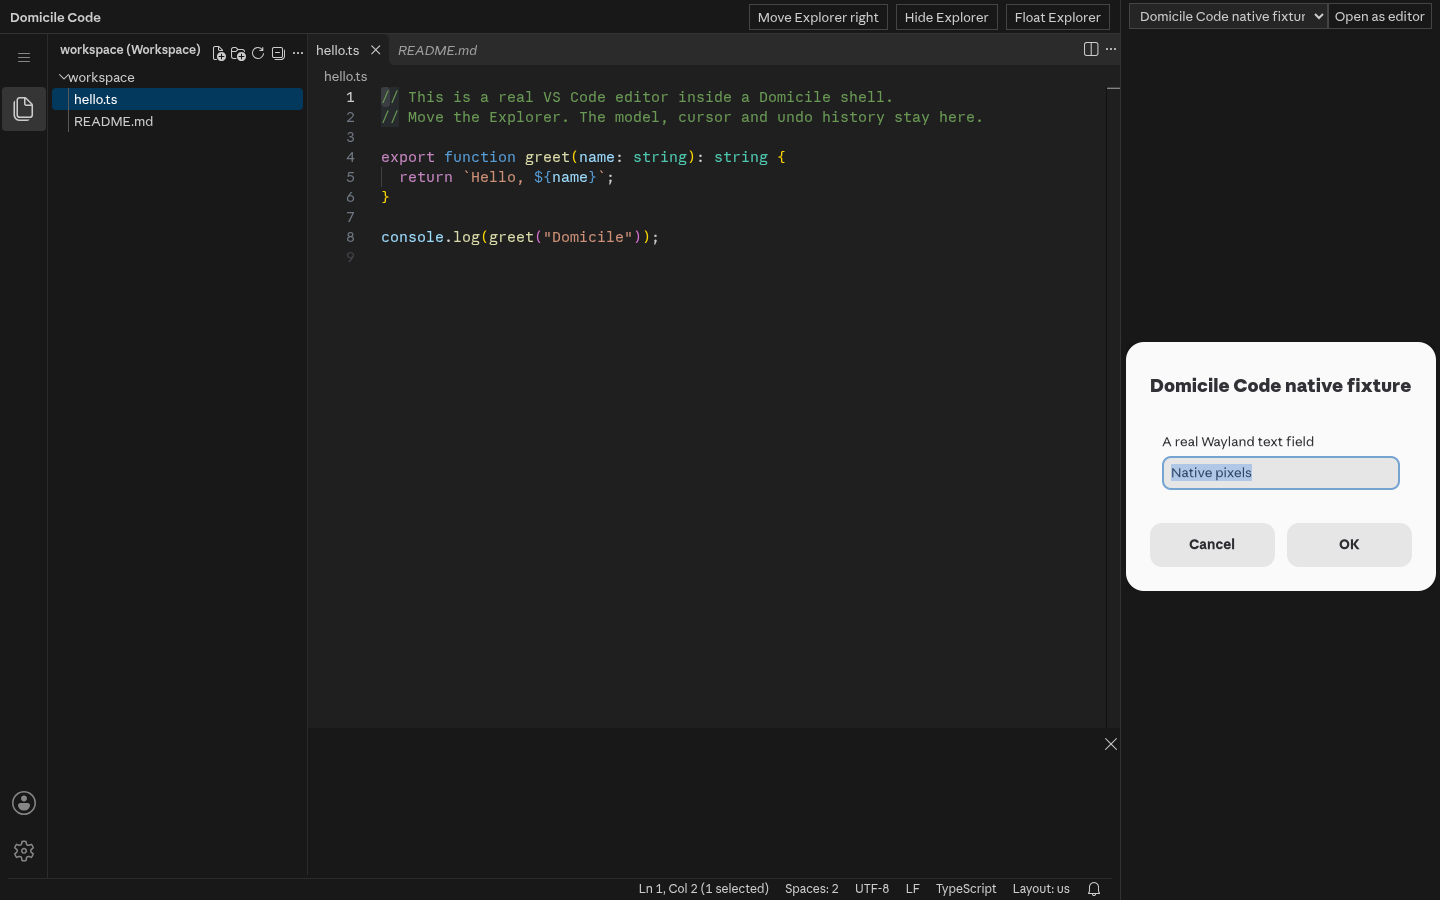 Domicile Code
Move Explorer right
Hide Explorer
Float Explorer
Domicile Code native fixtur
Open as editor
workspace (Workspace)
workspace
hello.ts
README.md
hello.ts
README.md
hello.ts
1 // This is a real VS Code editor inside a Domicile shell.
2 // Move the Explorer. The model, cursor and undo history stay here.
3
4 export function greet(name: string): string {
5 return `Hello, ${name}`;
6 }
7
8 console.log(greet("Domicile"));
9
Domicile Code native fixture
A real Wayland text field
Native pixels
Cancel
OK
Ln 1, Col 2 (1 selected)
Spaces: 2
UTF-8
LF
TypeScript
Layout: us